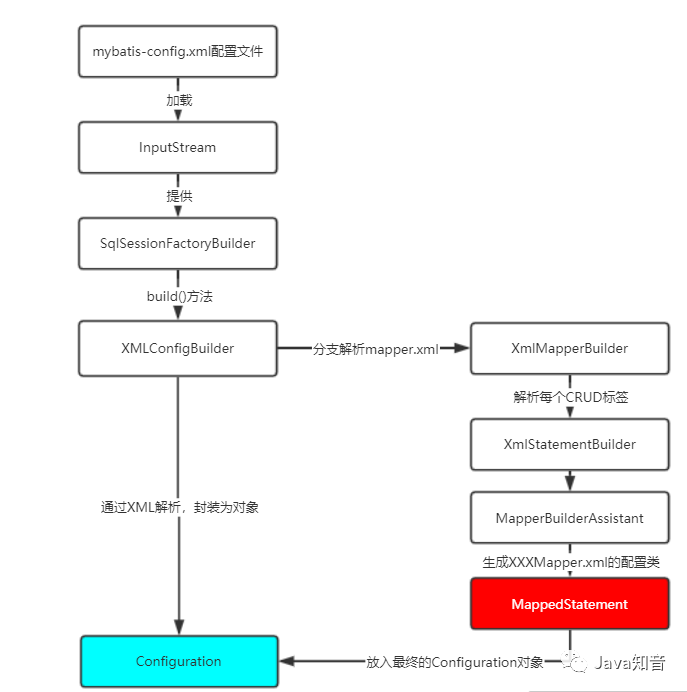 mybatis-config.xml配置文件
加载
InputStream
提供
SqlSessionFactoryBuilder
build()方法
XMLConfigBuilder
分支解析mapper.xml
XmlMapperBuilder
解析每个CRUD标签
XmlStatementBuilder
通过XML解析，封装为对象
MapperBuilderAssistant
生成XXXMapper.xml的配置类
MappedStatement
Configuration
放入最终的Configuration对象
Java知音